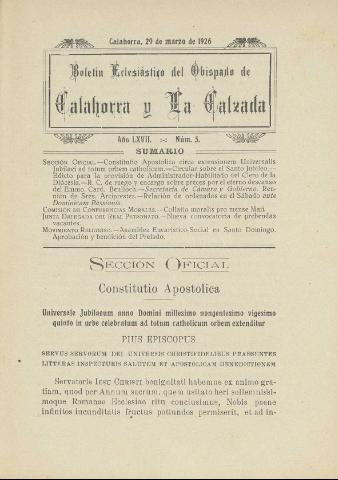 Calahorra, 29 de marzo de 1926
Boletín Eclesiástico del Obispado de
Calahorra y La Calzada
Año LXVII. Núm. 5.
SUMARIO
SECCIÓN OFICIAL.—Constitutio Apostolica circa extensionem Universalis
Jubilaei ad totum orbem catholicum.—Circular sobre el Santo Jubileo.—
Edicto para la provisión de Administrador-Habilitado del Clero de la
Diócesis.—R. C. de ruego y encargo sobre preces por el eterno descanso
del Emmo. Card. Benlloch.—Secretaría de Cámara y Gobierno. Reu-
nión de Sres. Arciprestes.—Relación de ordenados en el Sábado ante
Dominicam Passionis.
COMISIÓN DE CONFERENCIAS MORALES.—Collatio moralis pro mense Maii.
JUNTA DELEGADA DEL REAL PATRONATO.—Nueva convocatoria de prebendas
vacantes.
MOVIMIENTO RELIGIOSO.—Asamblea Eucarístico-Social en Santo Domingo.
Aprobación y bendición del Prelado.
SECCIÓN OFICIAL
Constitutio Apostolica
Universale Jubilaeum anno Domini millesimo nongentesimo vigesimo
quinto in urbe celebratum ad totum catholicum orbem extenditur
PIUS EPISCOPUS
SERVUS SERVORUM DEI UNIVERSIS CHRISTIFIDELIBUS PRAESENTES
LITTERAS INSPECTURIS SALUTEM ET APOSTOLICAM BENEDICTIONEM
Servatoris IESU CHRISTI benignitati habemus ex animo gra-
tiam, quod per Annum sacrum, quem usitato heri sollemnissi-
moque Romanae Ecclesiae ritu conclusimus, Nobis paene
infinitos iucunditatis fructus potiundos permiserit, et ad in-